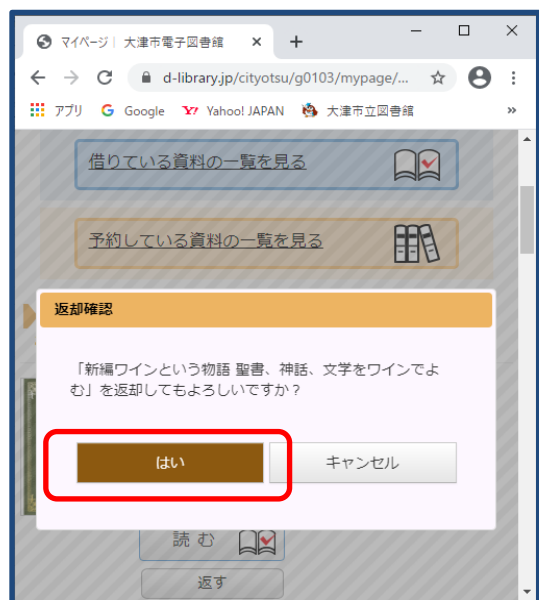 マイページ｜ 大津市電子図書館
d-library.jp/cityotsu/g0103/mypage/...
アプリ Google Yahoo! JAPAN 大津市立図書館 »
借りている資料の一覧を見る
予約している資料の一覧を見る
返却確認
「新編ワインという物語 聖書、神話、文学をワインでよ
む」を返却してもよろしいですか？
はい キャンセル
読 む
返す